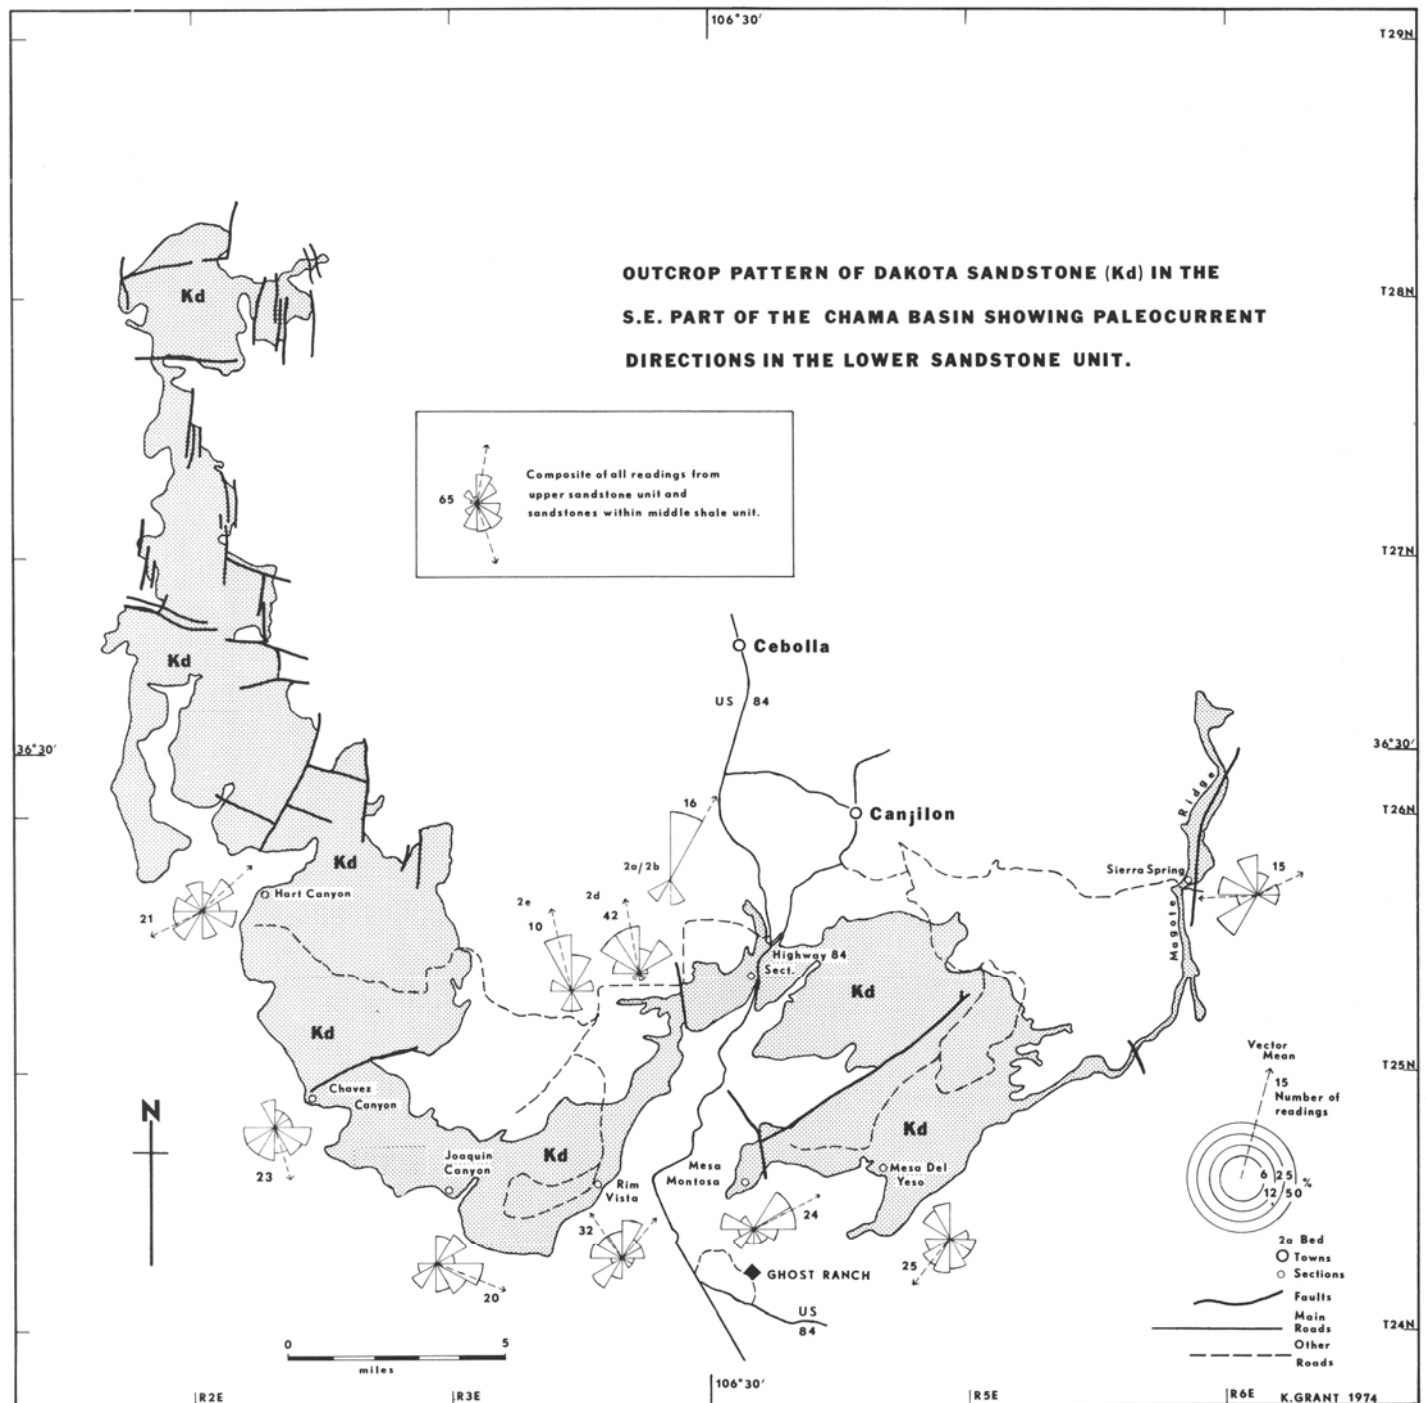 106°30′
T29N
OUTCROP PATTERN OF DAKOTA SANDSTONE (Kd) IN THE
S.E. PART OF THE CHAMA BASIN SHOWING PALEOCURRENT
DIRECTIONS IN THE LOWER SANDSTONE UNIT.
T28N
Kd
65
Composite of all readings from
upper sandstone unit and
sandstones within middle shale unit.
T27N
Kd
Cebolla
US 84
36°30′
36°30′
T26N
Ridge
16
Canjilon
Kd
2a/2b
Sierra Spring
15
Hart Canyon
21
2e
10
2d
42
Magote
Highway 84
Sect.
Kd
Kd
Vector
Mean
T25N
15
Number of
readings
Chavez
Canyon
N
Kd
Kd
Joaquin
Canyon
Mesa
Montosa
Mesa Del
Yeso
6 25 %
12 50
23
Rim
Vista
32
24
25
2a Bed
Towns
Sections
GHOST RANCH
20
Faults
US
84
Main
Roads
T24N
Other
Roads
0 5
miles
R2E
R3E
106°30′
R5E
R6E
K.GRANT 1974